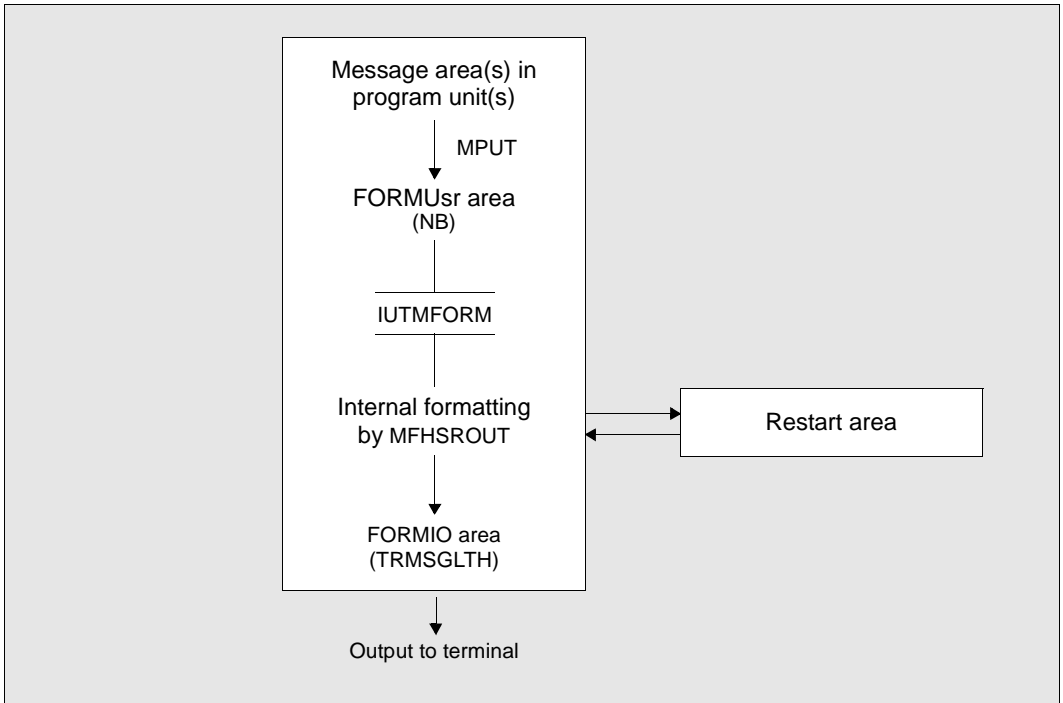 Message area(s) in
program unit(s)
MPUT
FORMUsr area
(NB)
IUTMFORM
Internal formatting
by MFHSROUT
Restart area
FORMIO area
(TRMSGLTH)
Output to terminal